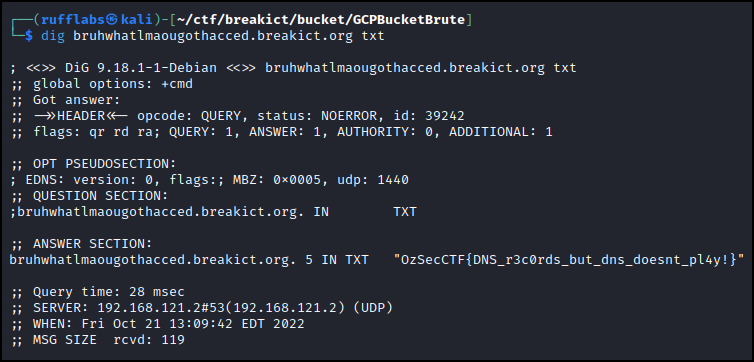 ┌──(rufflabs㉿kali)-[~/ctf/breakict/bucket/GCPBucketBrute]
└─$ dig bruhwhatlmaougothacced.breakict.org txt

; <<>> DiG 9.18.1-1-Debian <<>> bruhwhatlmaougothacced.breakict.org txt
;; global options: +cmd
;; Got answer:
;; ->>HEADER<<- opcode: QUERY, status: NOERROR, id: 39242
;; flags: qr rd ra; QUERY: 1, ANSWER: 1, AUTHORITY: 0, ADDITIONAL: 1

;; OPT PSEUDOSECTION:
; EDNS: version: 0, flags:; MBZ: 0×0005, udp: 1440
;; QUESTION SECTION:
;bruhwhatlmaougothacced.breakict.org. IN TXT

;; ANSWER SECTION:
bruhwhatlmaougothacced.breakict.org. 5 IN TXT "OzSecCTF{DNS_r3c0rds_but_dns_doesnt_pl4y!}"

;; Query time: 28 msec
;; SERVER: 192.168.121.2#53(192.168.121.2) (UDP)
;; WHEN: Fri Oct 21 13:09:42 EDT 2022
;; MSG SIZE  rcvd: 119